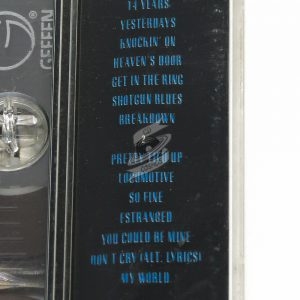 14 YEARS
YESTERDAYS
KNOCKIN' ON
HEAVEN'S DOOR
GET IN THE RING
SHOTGUN BLUES
BREAKDOWN
2
PRETTY TIED UP
LOCOMOTIVE
SO FINE
ESTRANGED
YOU COULD BE MINE
DON'T CRY (ALT. LYRICS)
MY WORLD
GEFFEN